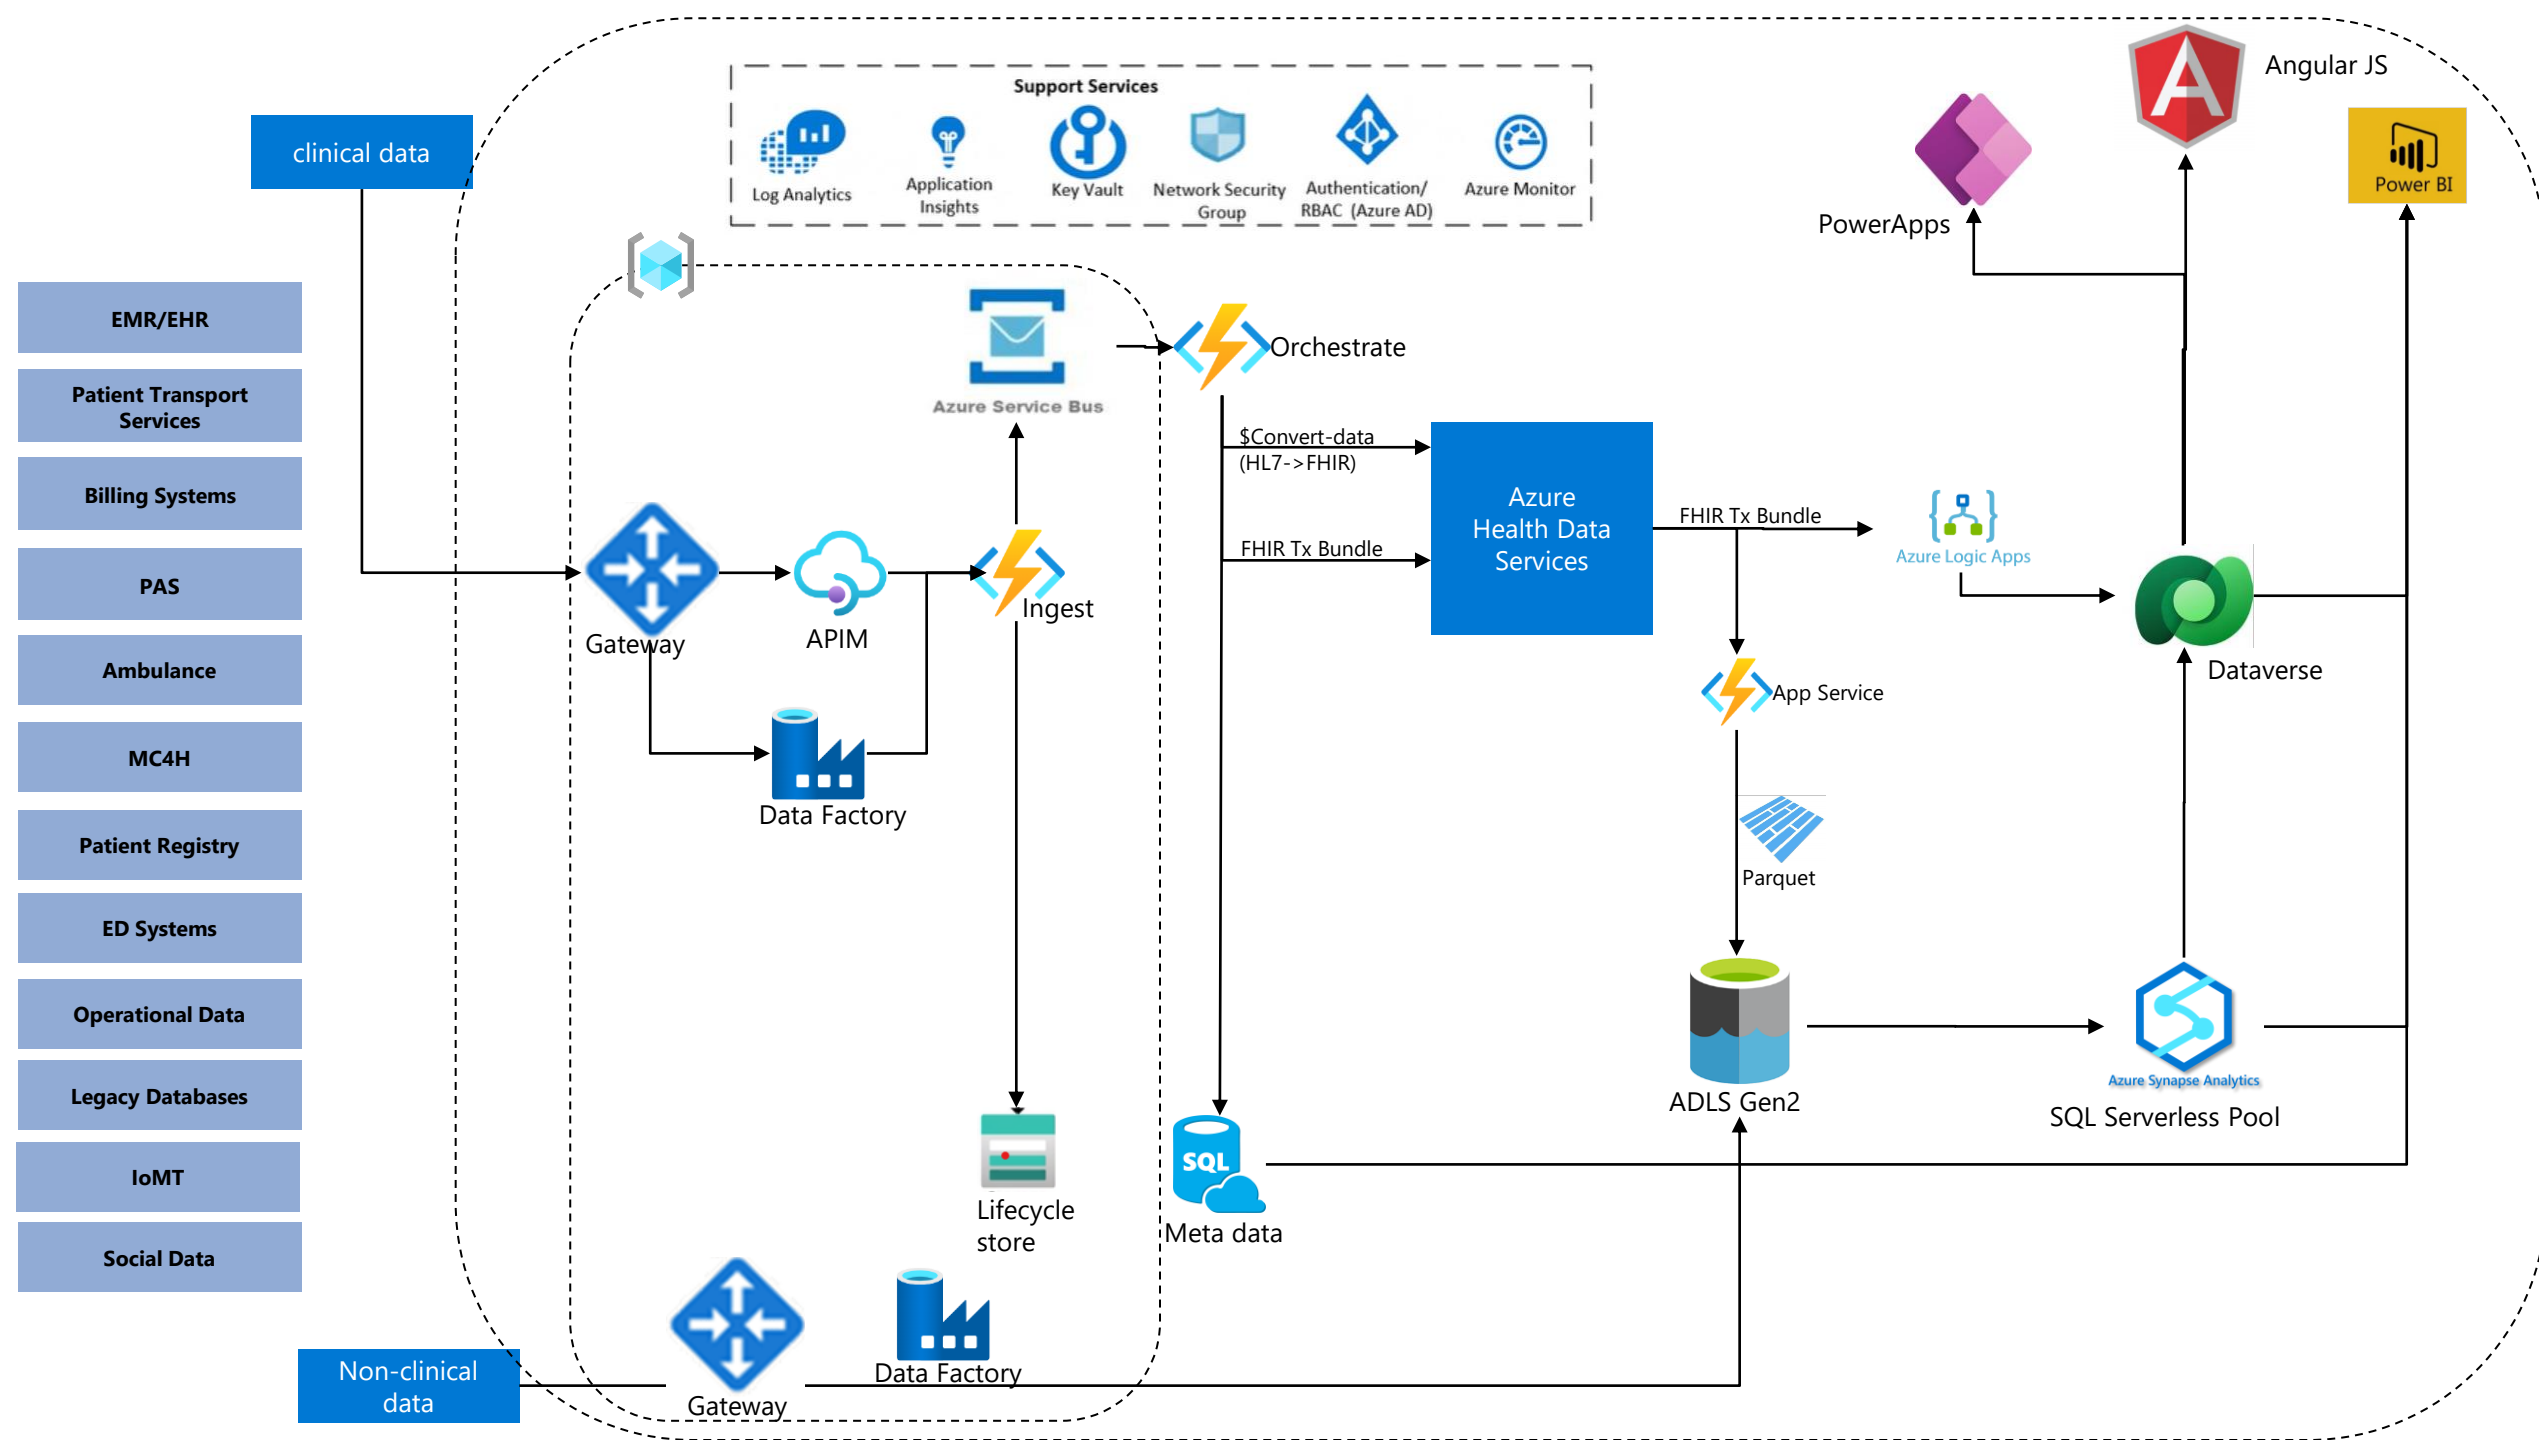 Angular JS
Support Services
Log Analytics
Application
Insights
Key Vault
Network Security
Group
Authentication/
RBAC (Azure AD)
Azure Monitor
clinical data
Power BI
PowerApps
EMR/EHR
Patient Transport
Services
Billing Systems
PAS
Ambulance
MC4H
Patient Registry
ED Systems
Operational Data
Legacy Databases
IoMT
Social Data
Non-clinical
data
Azure Service Bus
Orchestrate
$Convert-data
(HL7->FHIR)
FHIR Tx Bundle
Azure
Health Data
Services
FHIR Tx Bundle
Azure Logic Apps
Gateway
APIM
Ingest
Data Factory
App Service
Dataverse
Parquet
ADLS Gen2
Azure Synapse Analytics
SQL Serverless Pool
SQL
Meta data
Lifecycle
store
Gateway
Data Factory